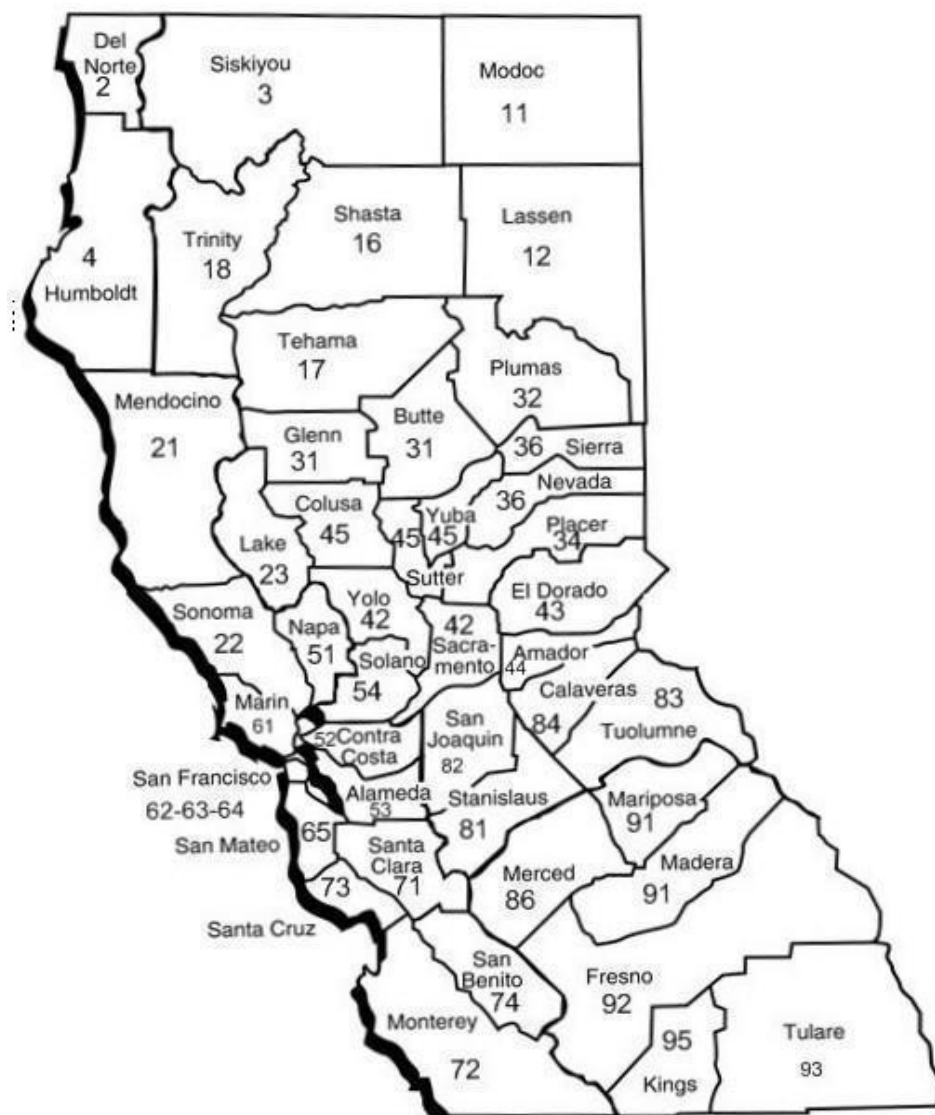 Del
Norte
2
Siskiyou
3
Modoc
11
4
Humboldt
Trinity
18
Shasta
16
Lassen
12
Tehama
17
Plumas
32
Mendocino
21
Glenn
31
Butte
31
36 Sierra
Nevada
36
Colusa
45
45
Sutter
Yuba
45
Placer
34
Lake
23
El Dorado
43
Sonoma
22
Napa
51
Yolo
42
42
Sacra-
mento
Solano
54
Amador
44
Marin
61
Calaveras
84
83
Tuolumne
52 Contra
Costa
San
Joaquin
82
San Francisco
62-63-64
Alameda
53
Stanislaus
81
Mariposa
91
65
San Mateo
Santa
Clara
71
Merced
86
Madera
91
73
Santa Cruz
San
Benito
74
Fresno
92
Monterey
72
95
Kings
Tulare
93